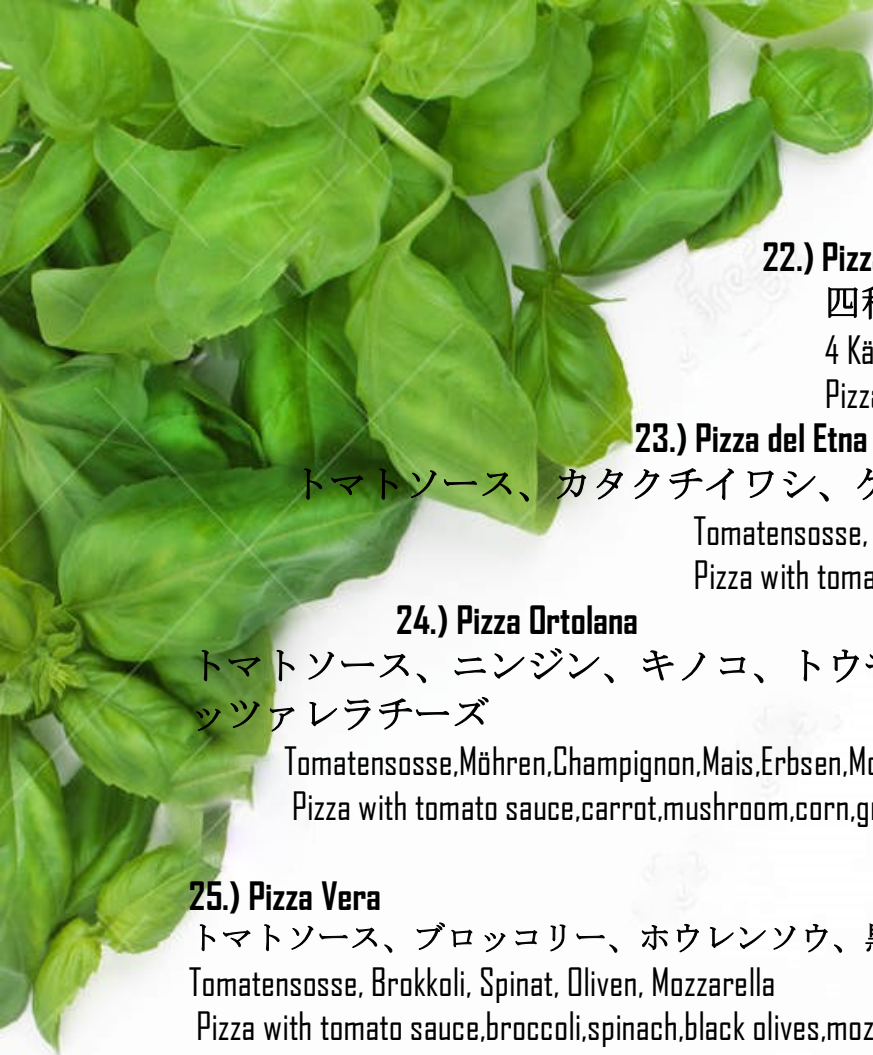 22.) Pizz
四
4 Kä
Pizza
23.) Pizza del Etna
トマトソース、カタクチイワシ、ケ
Tomatensosse,
Pizza with toma
24.) Pizza Ortolana
トマトソース、ニンジン、キノコ、トウモ
ッツァレラチーズ
Tomatensosse,Möhren,Champignon,Mais,Erbsen,Mo
Pizza with tomato sauce,carrot,mushroom,corn,gr
25.) Pizza Vera
トマトソース、ブロッコリー、ホウレンソウ、黒
Tomatensosse, Brokkoli, Spinat, Oliven, Mozzarella
Pizza with tomato sauce,broccoli,spinach,black olives,moz